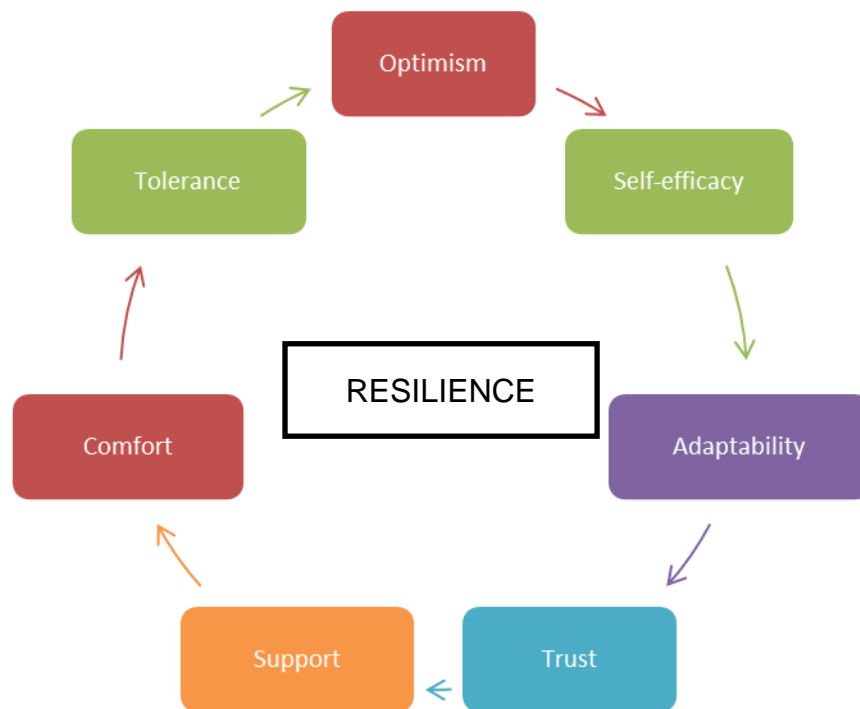 Optimism
Self-efficacy
Adaptability
Trust
Support
Comfort
Tolerance
RESILIENCE